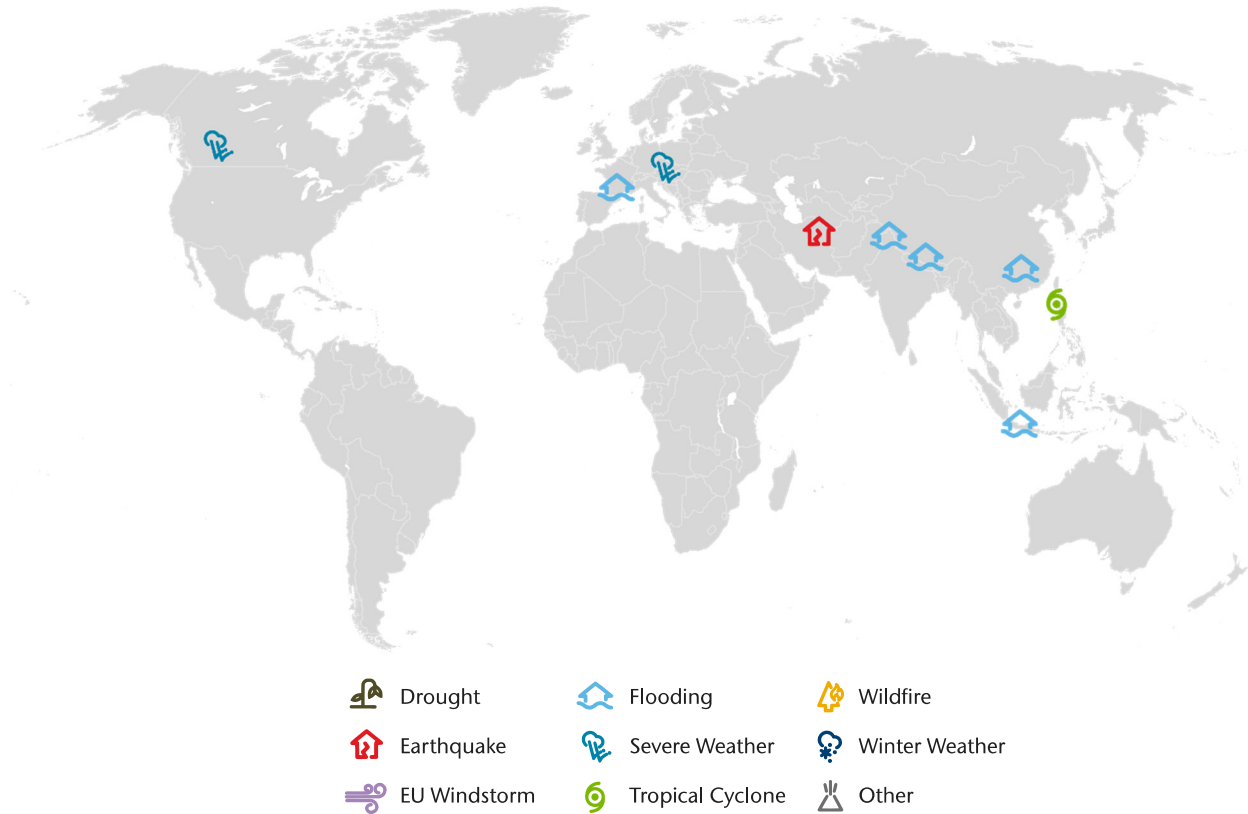 Drought
Flooding
Wildfire
Earthquake
Severe Weather
Winter Weather
EU Windstorm
Tropical Cyclone
Other